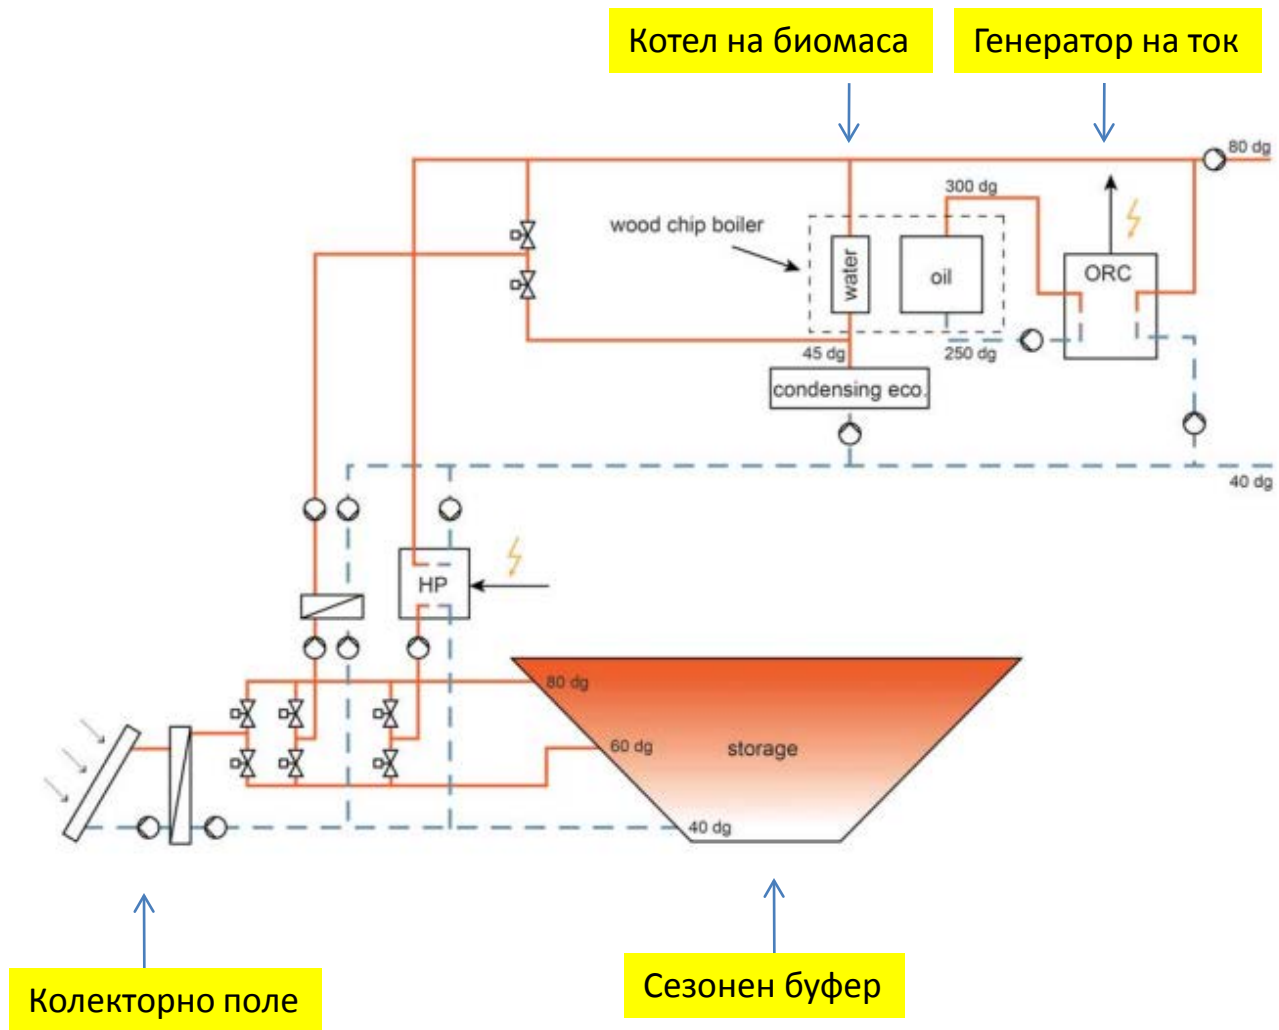 Котел на биомаса
Генератор на ток
80 dg
300 dg
wood chip boiler
water
oil
ORC
45 dg
250 dg
condensing eco.
40 dg
HP
80 dg
60 dg
storage
40 dg
Колекторно поле
Сезонен буфер